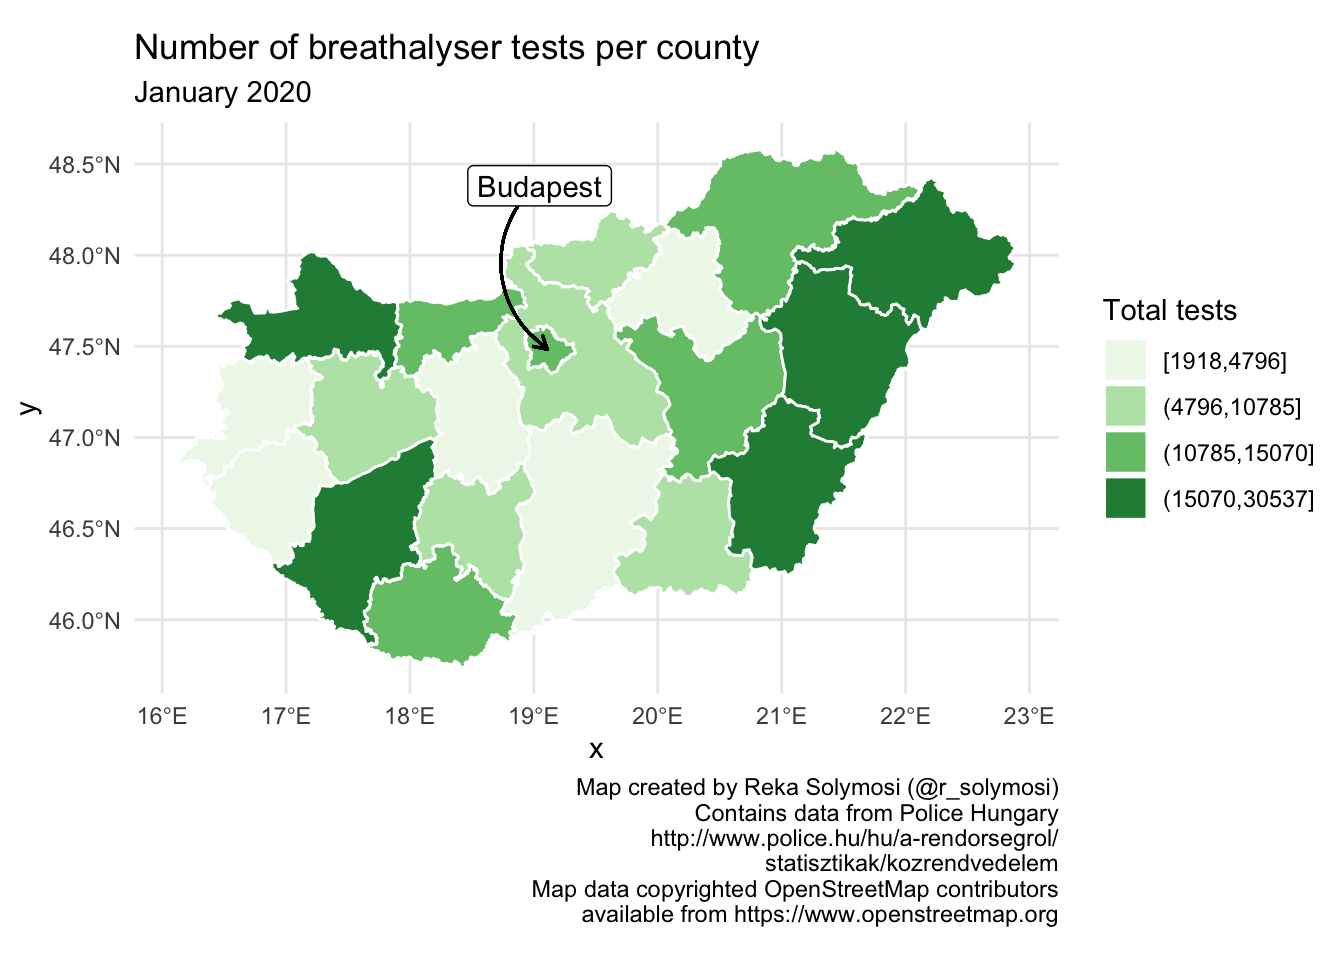 Number of breathalyser tests per county
January 2020
48.5°N
48.0°N
47.5°N
47.0°N
46.5°N
46.0°N
y
Budapest
16°E 17°E 18°E 19°E 20°E 21°E 22°E 23°E
x
Total tests
[1918,4796]
(4796,10785]
(10785,15070]
(15070,30537]
Map created by Reka Solymosi (@r_solymosi)
Contains data from Police Hungary
http://www.police.hu/hu/a-rendorsegrol/
statisztikak/kozrendvedelem
Map data copyrighted OpenStreetMap contributors
available from https://www.openstreetmap.org